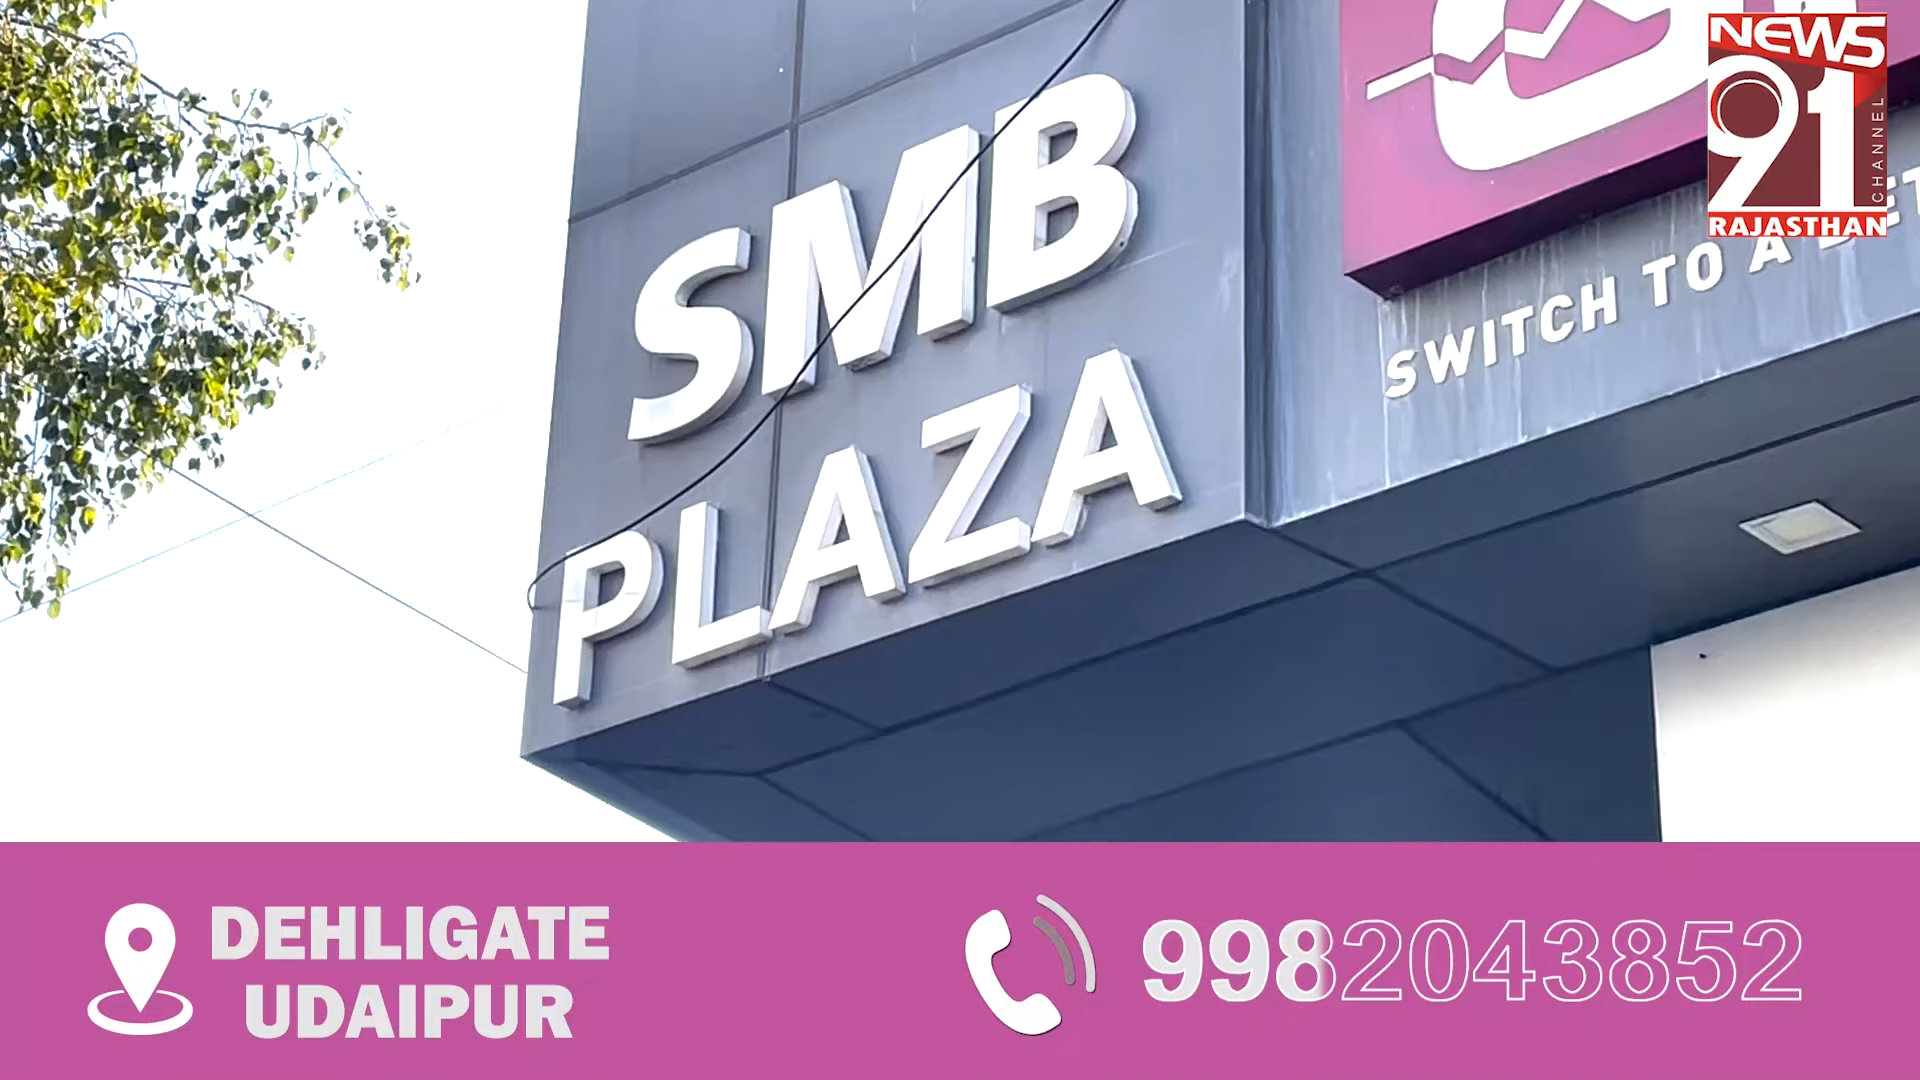 SMB
PLAZA
SWITCH TO A
NEWS
91
CHANNEL
RAJASTHAN
DEHLIGATE
UDAIPUR
9982043852